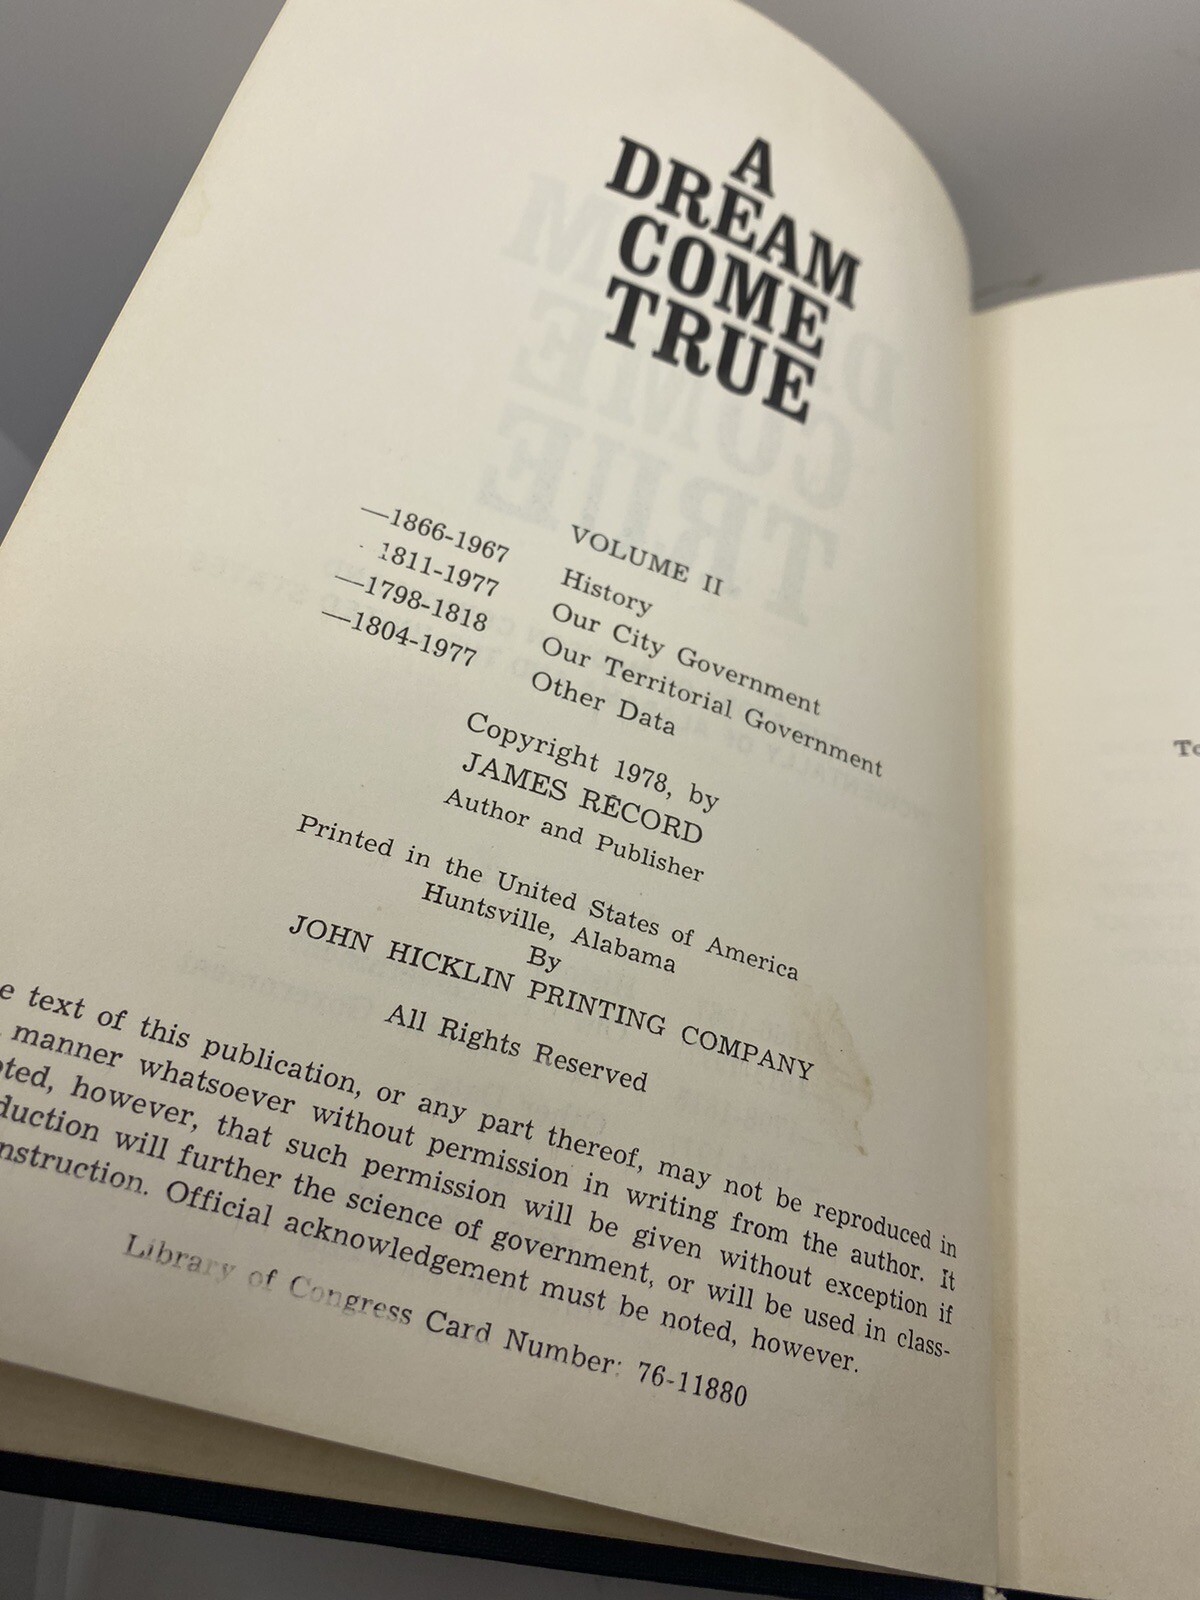 A
DREAM
COME
TRUE
VOLUME II
—1866-1967 History
1811-1977 Our City Government
—1798-1818 Our Territorial Government
—1804-1977 Other Data
Copyright 1978, by
JAMES RECORD
Author and Publisher
Printed in the United States of America
Huntsville, Alabama
By
JOHN HICKLIN PRINTING COMPANY
All Rights Reserved
e text of this publication, or any part thereof, may not be reproduced in
manner whatsoever without permission in writing from the author. It
oted, however, that such permission will be given without exception if
duction will further the science of government, or will be used in class-
nstruction. Official acknowledgement must be noted, however.
Library of Congress Card Number: 76-11880